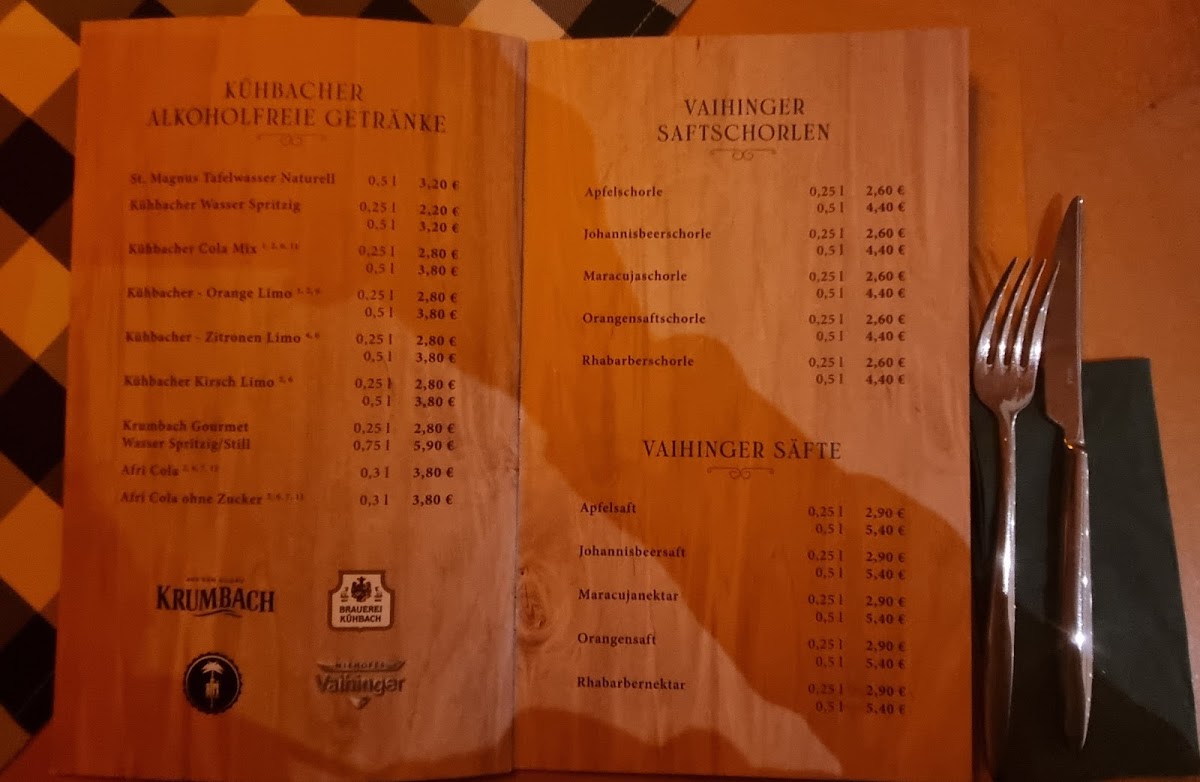 KÜHBACHER
ALKOHOLFREIE GETRÄNKE
St. Magnus Tafelwasser Naturell 0,5 l 3,20 €
Kühbacher Wasser Spritzig 0,25 l 2,20 €
0,5 l 3,20 €
Kühbacher Cola Mix 0,25 l 2,80 €
0,5 l 3,80 €
Kühbacher - Orange Limo 0,25 l 2,80 €
0,5 l 3,80 €
Kühbacher - Zitronen Limo 0,25 l 2,80 €
0,5 l 3,80 €
Kühbacher Kirsch Limo 0,25 l 2,80 €
0,5 l 3,80 €
Krumbach Gourmet 0,25 l 2,80 €
Wasser Spritzig/Still 0,75 l 5,90 €
Afri Cola 0,3 l 3,80 €
Afri Cola ohne Zucker 0,3 l 3,80 €
KRUMBACH
BRAUEREI
KÜHBACH
NIEHOFFS
Vaihinger
VAIHINGER
SAFTSCHORLEN
Apfelschorle 0,25 l 2,60 €
0,5 l 4,40 €
Johannisbeerschorle 0,25 l 2,60 €
0,5 l 4,40 €
Maracujaschorle 0,25 l 2,60 €
0,5 l 4,40 €
Orangensaftschorle 0,25 l 2,60 €
0,5 l 4,40 €
Rhabarberschorle 0,25 l 2,60 €
0,5 l 4,40 €
VAIHINGER SÄFTE
Apfelsaft 0,25 l 2,90 €
0,5 l 5,40 €
Johannisbeersaft 0,25 l 2,90 €
0,5 l 5,40 €
Maracujanektar 0,25 l 2,90 €
0,5 l 5,40 €
Orangensaft 0,25 l 2,90 €
0,5 l 5,40 €
Rhabarbernektar 0,25 l 2,90 €
0,5 l 5,40 €